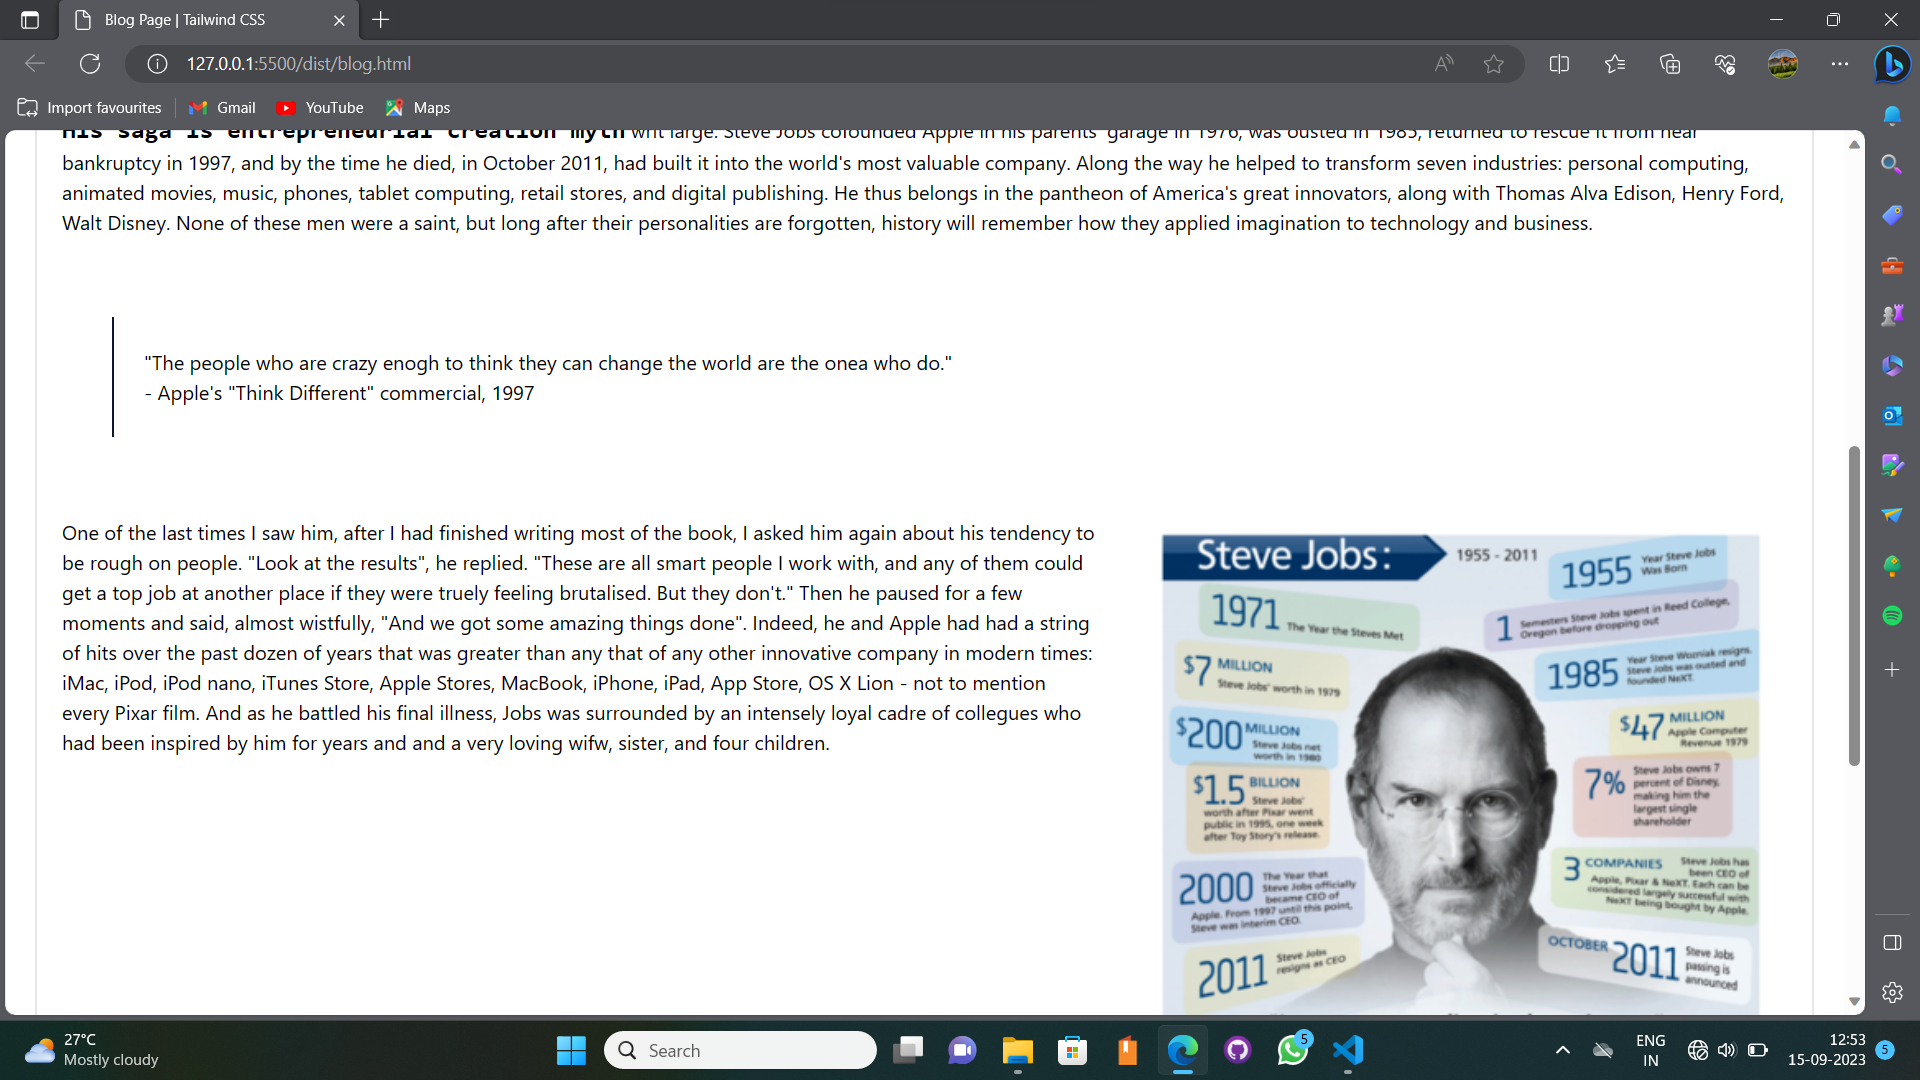 Blog Page | Tailwind CSS
127.0.0.1:5500/dist/blog.html
Import favourites
Gmail
YouTube
Maps
His saga is entrepreneurial creation myth writ large: Steve Jobs cofounded Apple in his parents' garage in 1976, was ousted in 1985, returned to rescue it from near
bankruptcy in 1997, and by the time he died, in October 2011, had built it into the world's most valuable company. Along the way he helped to transform seven industries: personal computing,
animated movies, music, phones, tablet computing, retail stores, and digital publishing. He thus belongs in the pantheon of America's great innovators, along with Thomas Alva Edison, Henry Ford,
Walt Disney. None of these men were a saint, but long after their personalities are forgotten, history will remember how they applied imagination to technology and business.
"The people who are crazy enogh to think they can change the world are the onea who do."
- Apple's "Think Different" commercial, 1997
One of the last times I saw him, after I had finished writing most of the book, I asked him again about his tendency to
be rough on people. "Look at the results", he replied. "These are all smart people I work with, and any of them could
get a top job at another place if they were truely feeling brutalised. But they don't." Then he paused for a few
moments and said, almost wistfully, "And we got some amazing things done". Indeed, he and Apple had had a string
of hits over the past dozen of years that was greater than any that of any other innovative company in modern times:
iMac, iPod, iPod nano, iTunes Store, Apple Stores, MacBook, iPhone, iPad, App Store, OS X Lion - not to mention
every Pixar film. And as he battled his final illness, Jobs was surrounded by an intensely loyal cadre of collegues who
had been inspired by him for years and and a very loving wifw, sister, and four children.
Steve Jobs:
1955 - 2011
1955 Year Steve Jobs
Was Born
1971 The Year the Steves Met
1 Semesters Steve Jobs spent in Reed College,
Oregon before dropping out
$7 MILLION
Steve Jobs' worth in 1979
1985 Year Steve Wozniak resigns.
Steve Jobs was ousted and
founded NeXT.
$200 MILLION
Steve Jobs net
worth in 1980
$47 MILLION
Apple Computer
Revenue 1979
$1.5 BILLION
Steve Jobs'
worth after Pixar went
public in 1995, one week
after Toy Story's release.
7% Steve Jobs owns 7
percent of Disney,
making him the
largest single
shareholder
2000 The Year that
Steve Jobs officially
became CEO of
Apple. From 1997 until this point,
Steve was interim CEO.
3 COMPANIES Steve Jobs has
been CEO of
Apple, Pixar & NeXT. Each can be
considered largely successful with
NeXT being bought by Apple.
2011 Steve Jobs
resigns as CEO
OCTOBER 2011 Steve Jobs
passing is
announced
27°C
Mostly cloudy
Search
5
ENG
IN
12:53
15-09-2023
5